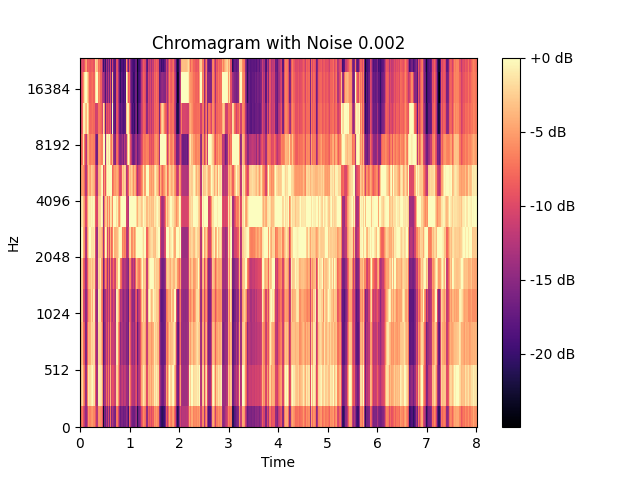 Chromagram with Noise 0.002
Hz
16384
8192
4096
2048
1024
512
0
0 1 2 3 4 5 6 7 8
Time
+0 dB
-5 dB
-10 dB
-15 dB
-20 dB